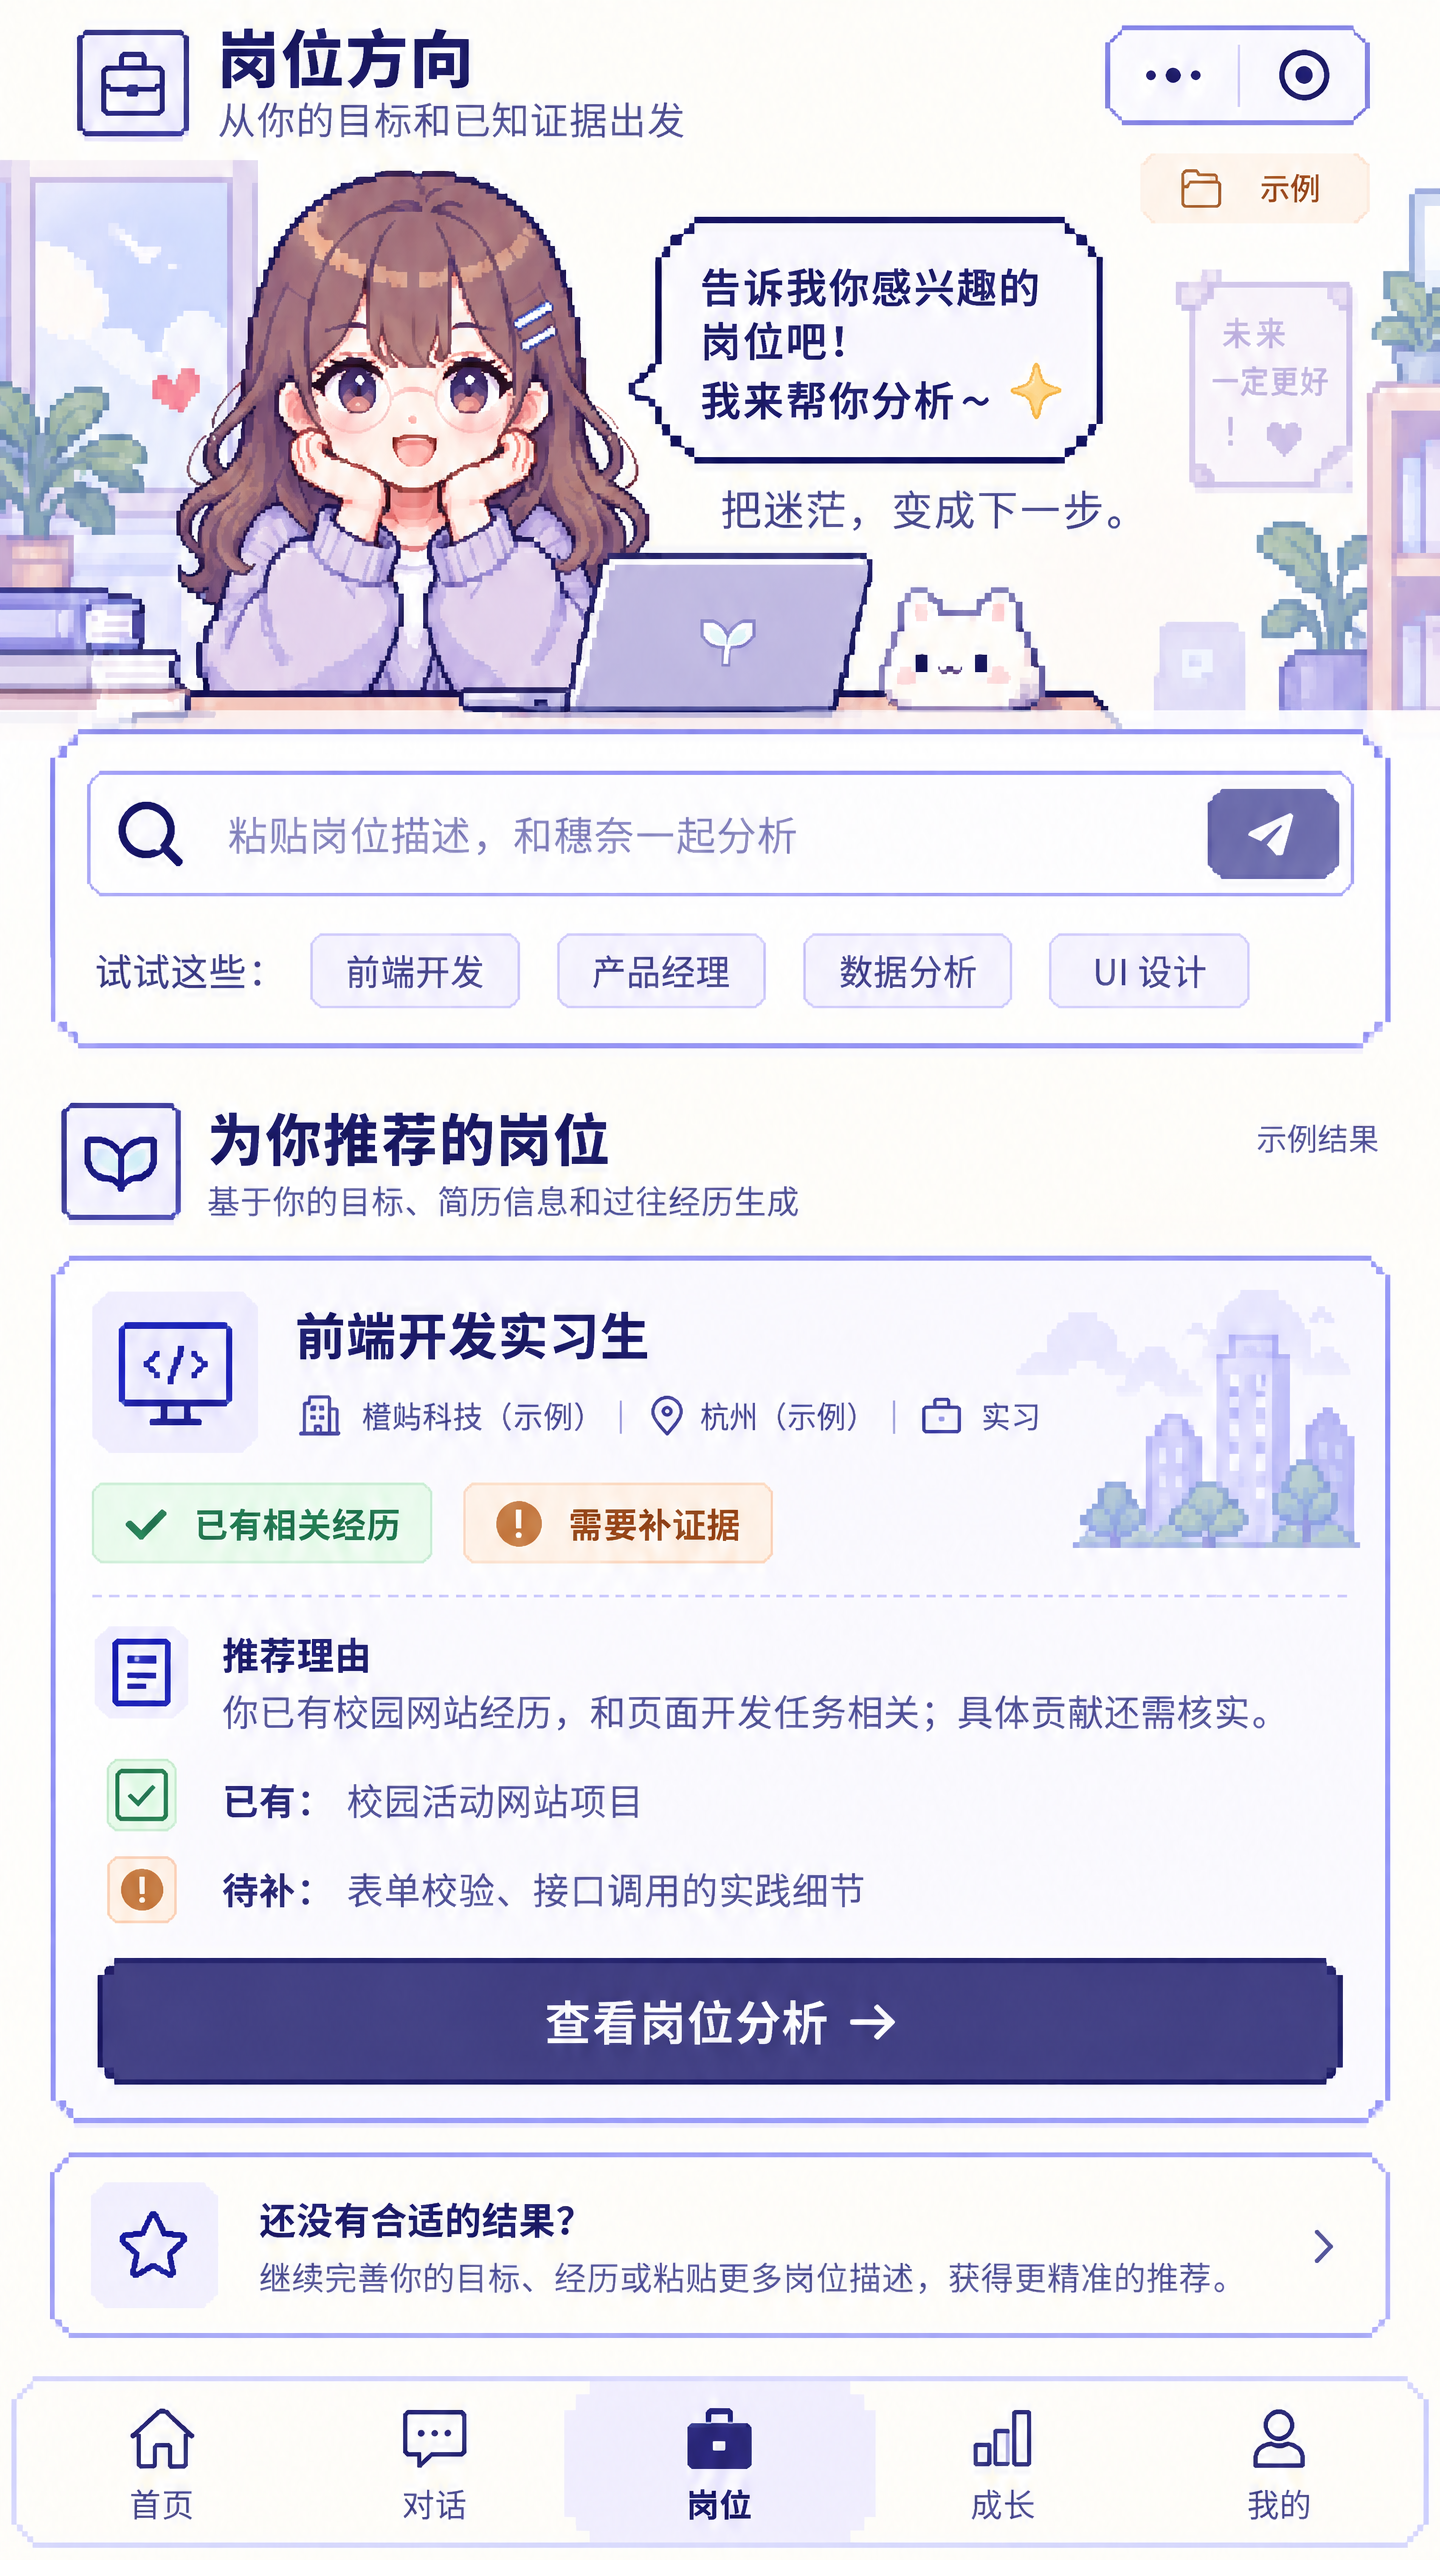 岗位方向
从你的目标和已知证据出发
示例
告诉我你感兴趣的
岗位吧！
我来帮你分析～
未来
一定更好
！
把迷茫，变成下一步。
粘贴岗位描述，和穗奈一起分析
试试这些：
前端开发
产品经理
数据分析
UI 设计
为你推荐的岗位
示例结果
基于你的目标、简历信息和过往经历生成
</>
前端开发实习生
科技（示例）
杭州（示例）
实习
已有相关经历
需要补证据
推荐理由
你已有校园网站经历，和页面开发任务相关；具体贡献还需核实。
已有： 校园活动网站项目
待补： 表单校验、接口调用的实践细节
查看岗位分析 →
还没有合适的结果？
继续完善你的目标、经历或粘贴更多岗位描述，获得更精准的推荐。
首页
对话
岗位
成长
我的